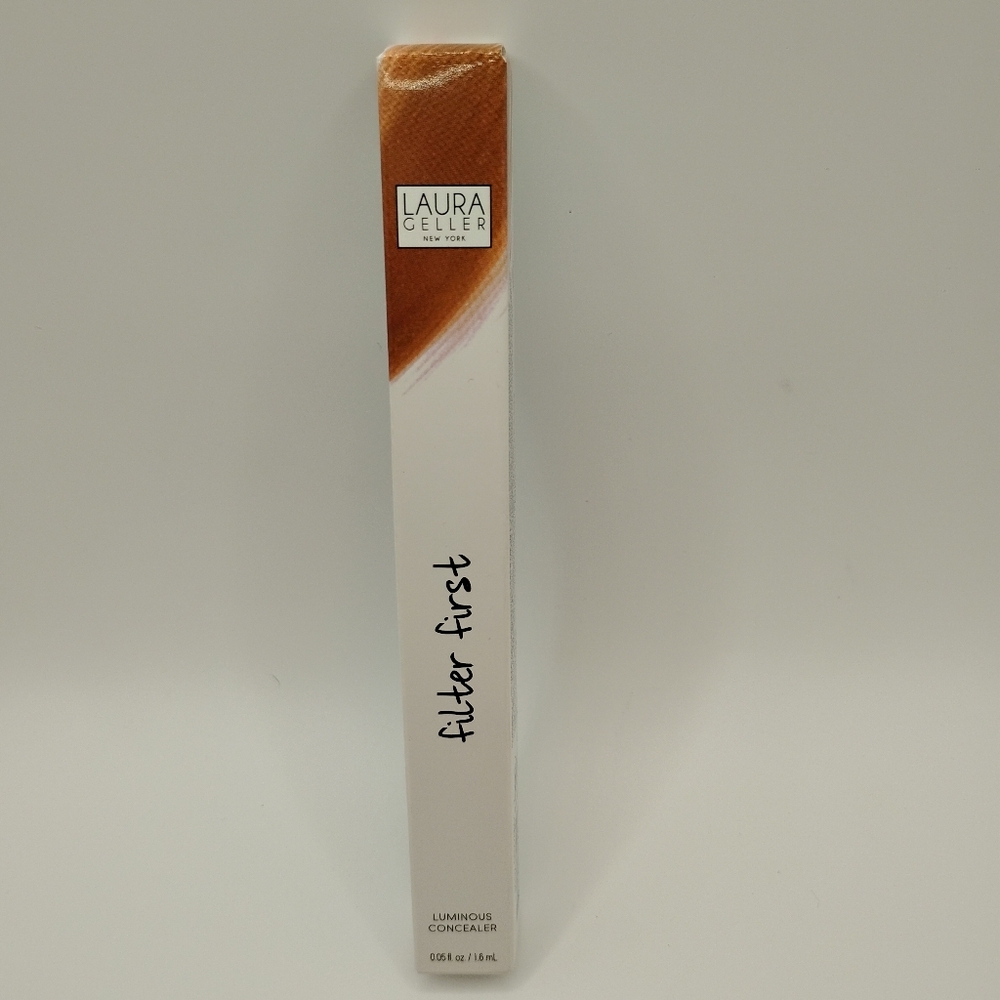 LAURA
GELLER
NEW YORK
filter first
LUMINOUS
CONCEALER
0.05 fl. oz. / 1.6 mL